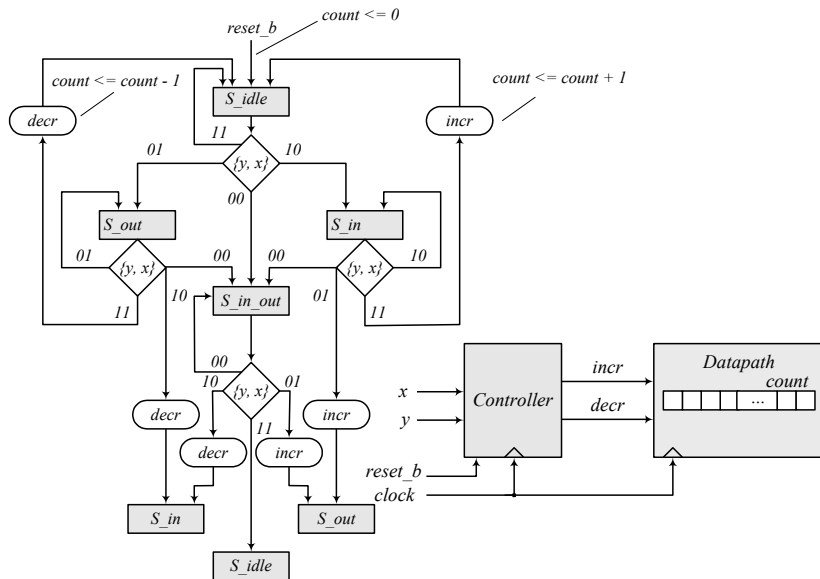 reset_b
count <= 0
count <= count - 1
count <= count + 1
S_idle
decr
incr
11
01
{y, x}
10
00
S_out
S_in
01
{y, x}
00
00
{y, x}
10
10
S_in_out
01
11
11
00
{y, x}
10
01
decr
incr
11
decr
incr
S_in
S_out
S_idle
x
y
Controller
incr
decr
Datapath
count
...
reset_b
clock